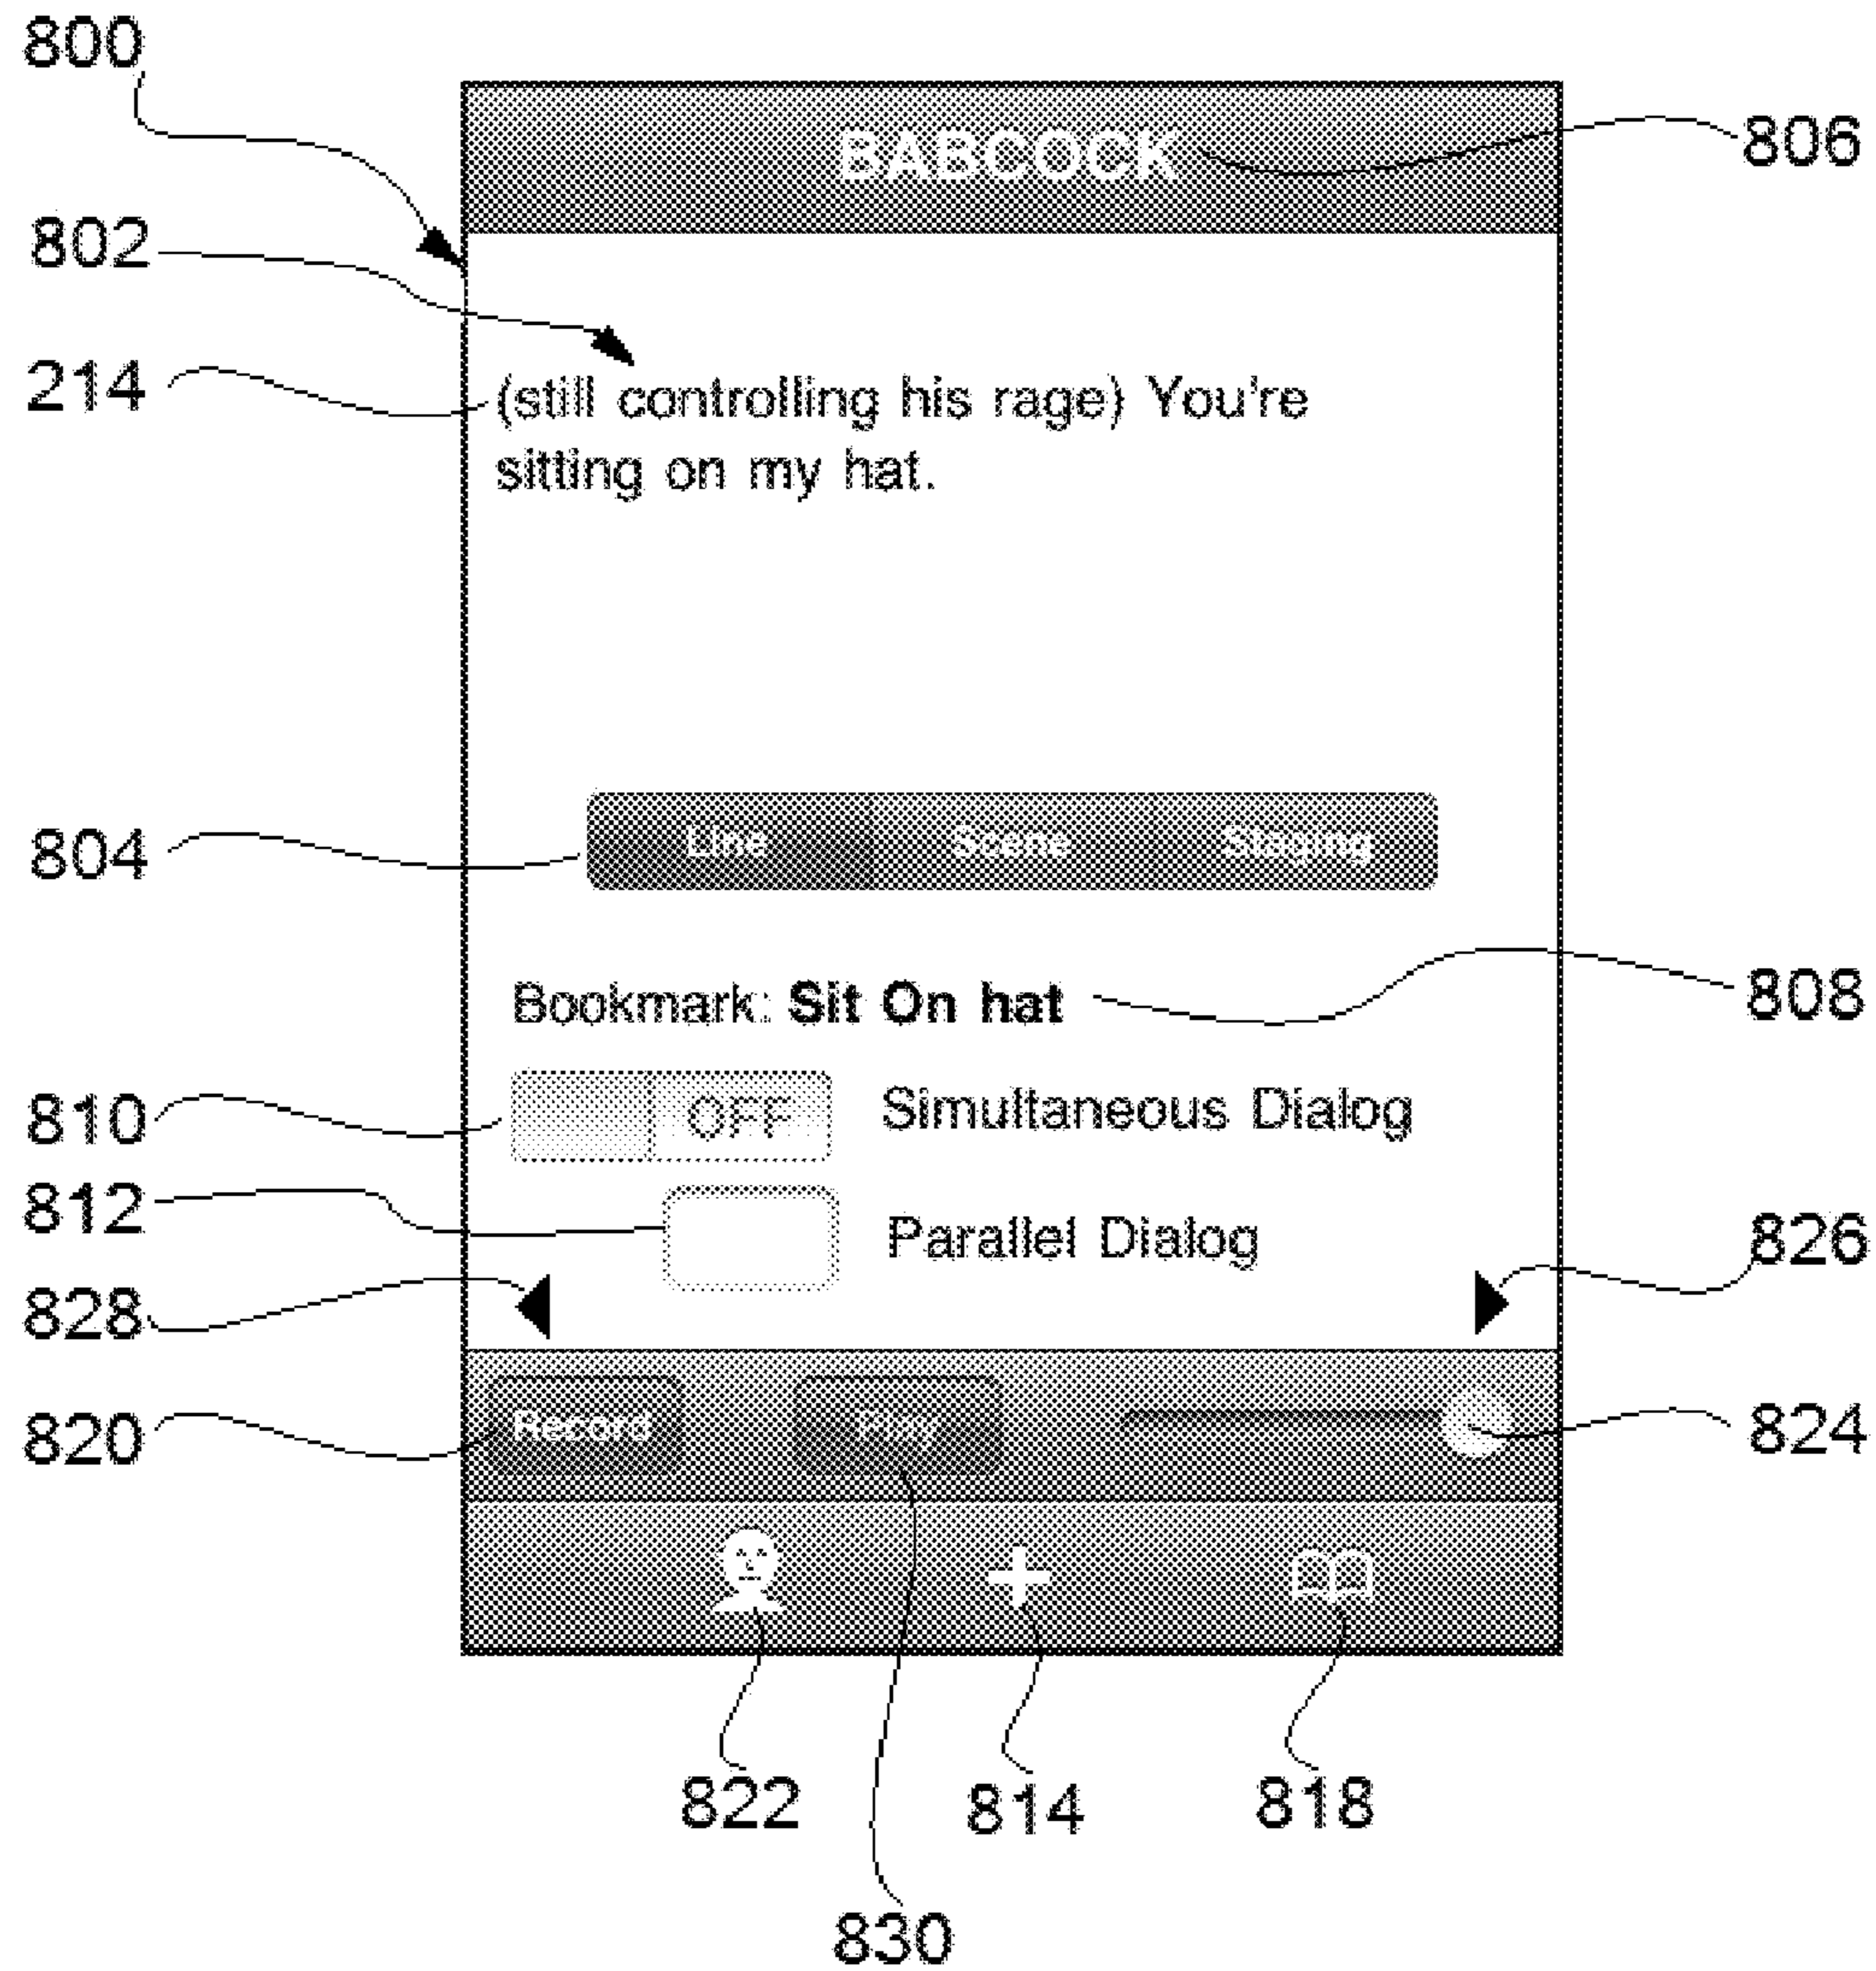 800
BABCOCK
806
802
214
(still controlling his rage) You're
sitting on my hat.
804
Line Scene Staging
Bookmark: Sit On hat
808
810
OFF Simultaneous Dialog
812
Parallel Dialog
826
828
820
Record Play
824
822
814
818
830